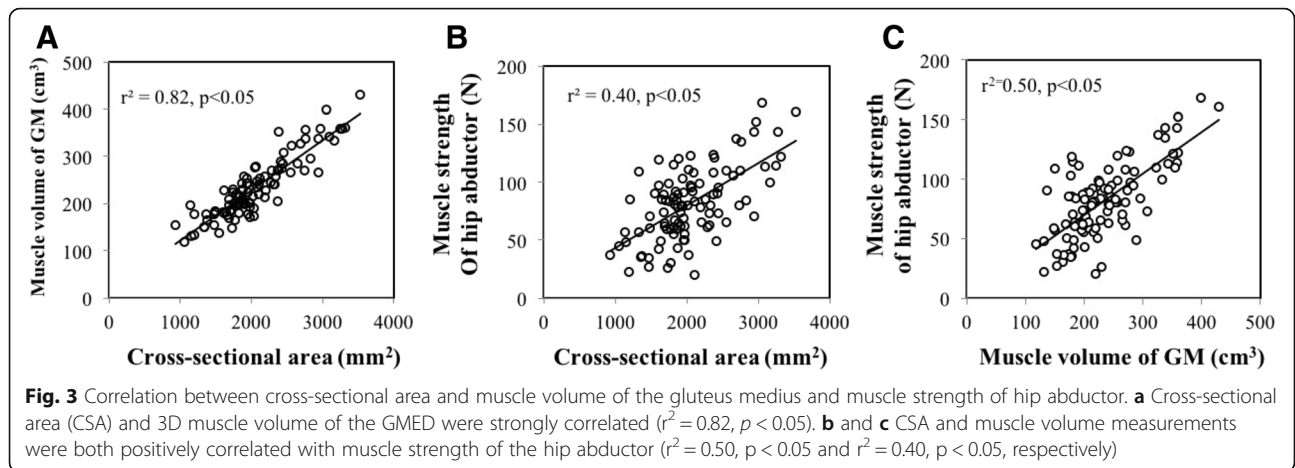 A
500
400
300
200
100
0
0
1000
2000
3000
4000
r² = 0.82, p<0.05
Muscle volume of GM (cm³)
Cross-sectional area (mm²)
B
200
150
100
50
0
0
1000
2000
3000
4000
r² = 0.40, p<0.05
Muscle strength
Of hip abductor (N)
Cross-sectional area (mm²)
C
200
150
100
50
0
0
100
200
300
400
500
r²=0.50, p<0.05
Muscle strength
of hip abductor (N)
Muscle volume of GM (cm³)
Fig. 3 Correlation between cross-sectional area and muscle volume of the gluteus medius and muscle strength of hip abductor. a Cross-sectional
area (CSA) and 3D muscle volume of the GMED were strongly correlated (r² = 0.82, p < 0.05). b and c CSA and muscle volume measurements
were both positively correlated with muscle strength of the hip abductor (r² = 0.50, p < 0.05 and r² = 0.40, p < 0.05, respectively)